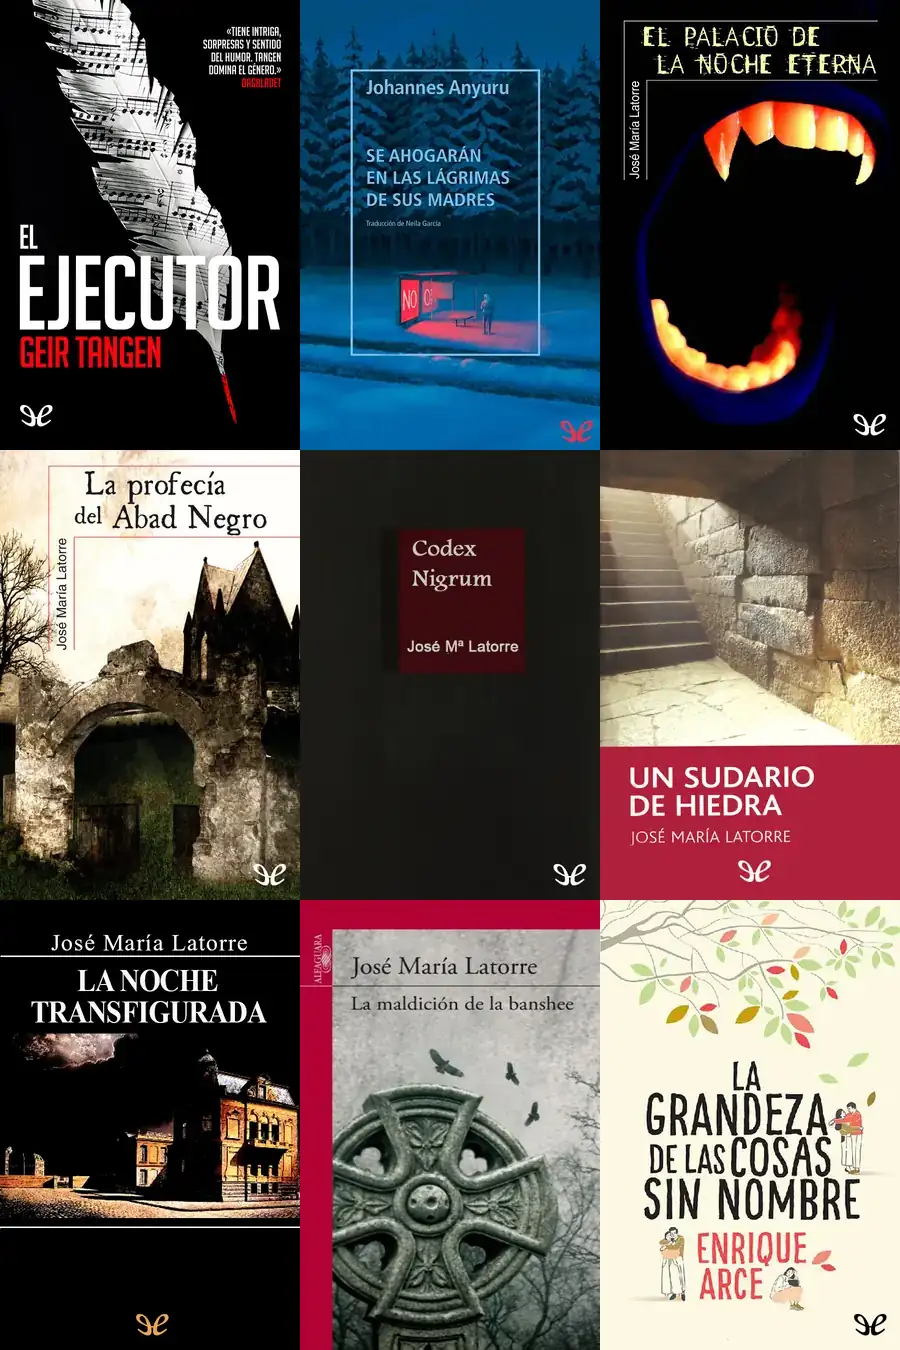 «TIENE INTRIGA,
SORPRESAS Y SENTIDO
DEL HUMOR. TANGEN
DOMINA EL GÉNERO.»
DAGBLADET
EL
EJECUTOR
GEIR TANGEN
Johannes Anyuru
SE AHOGARÁN
EN LAS LÁGRIMAS
DE SUS MADRES
Traducción de Neila García
NO
EL PALACIO DE
LA NOCHE ETERNA
José María Latorre
La profecía
del Abad Negro
José María Latorre
Codex
Nigrum
José Mª Latorre
UN SUDARIO
DE HIEDRA
JOSÉ MARÍA LATORRE
José María Latorre
LA NOCHE
TRANSFIGURADA
ALFAGUARA
José María Latorre
La maldición de la banshee
LA
GRANDEZA
DE LAS COSAS
SIN NOMBRE
ENRIQUE
ARCE